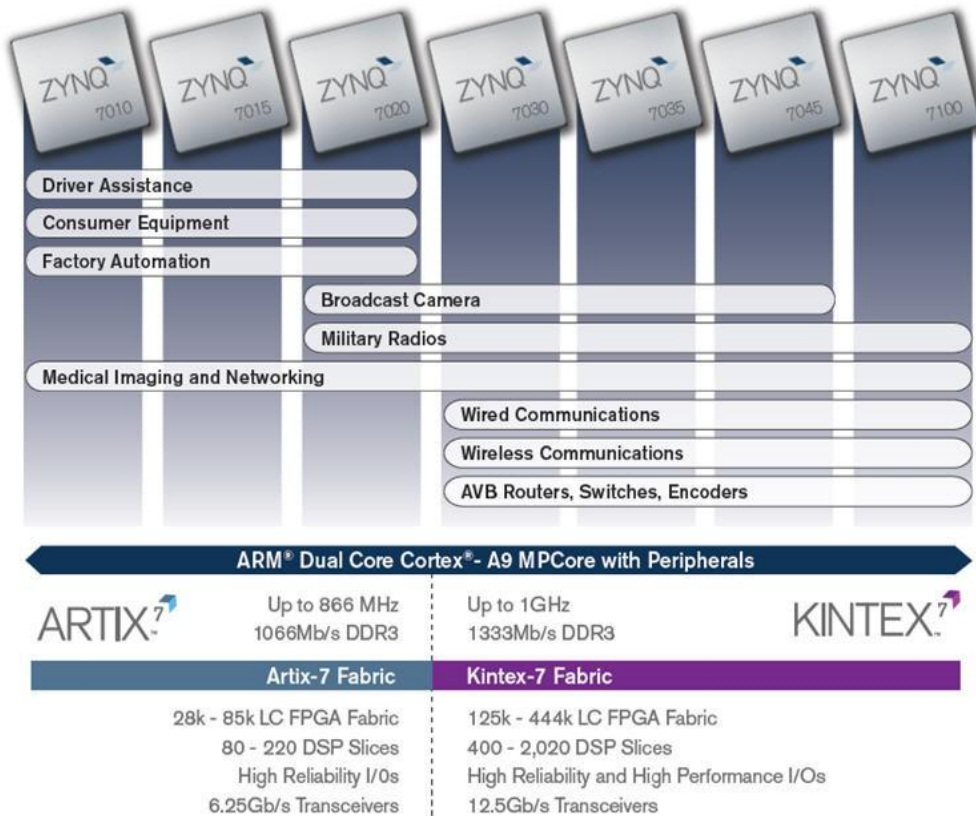 ZYNQ ZYNQ ZYNQ ZYNQ ZYNQ ZYNQ ZYNQ
7010 7015 7020 7030 7035 7045 7100
Driver Assistance
Consumer Equipment
Factory Automation
Broadcast Camera
Military Radios
Medical Imaging and Networking
Wired Communications
Wireless Communications
AVB Routers, Switches, Encoders
ARM® Dual Core Cortex®- A9 MPCore with Peripherals
ARTIX7™
Up to 866 MHz
1066Mb/s DDR3
Up to 1GHz
1333Mb/s DDR3
KINTEX7™
Artix-7 Fabric
28k - 85k LC FPGA Fabric
80 - 220 DSP Slices
High Reliability I/0s
6.25Gb/s Transceivers
Kintex-7 Fabric
125k - 444k LC FPGA Fabric
400 - 2,020 DSP Slices
High Reliability and High Performance I/Os
12.5Gb/s Transceivers